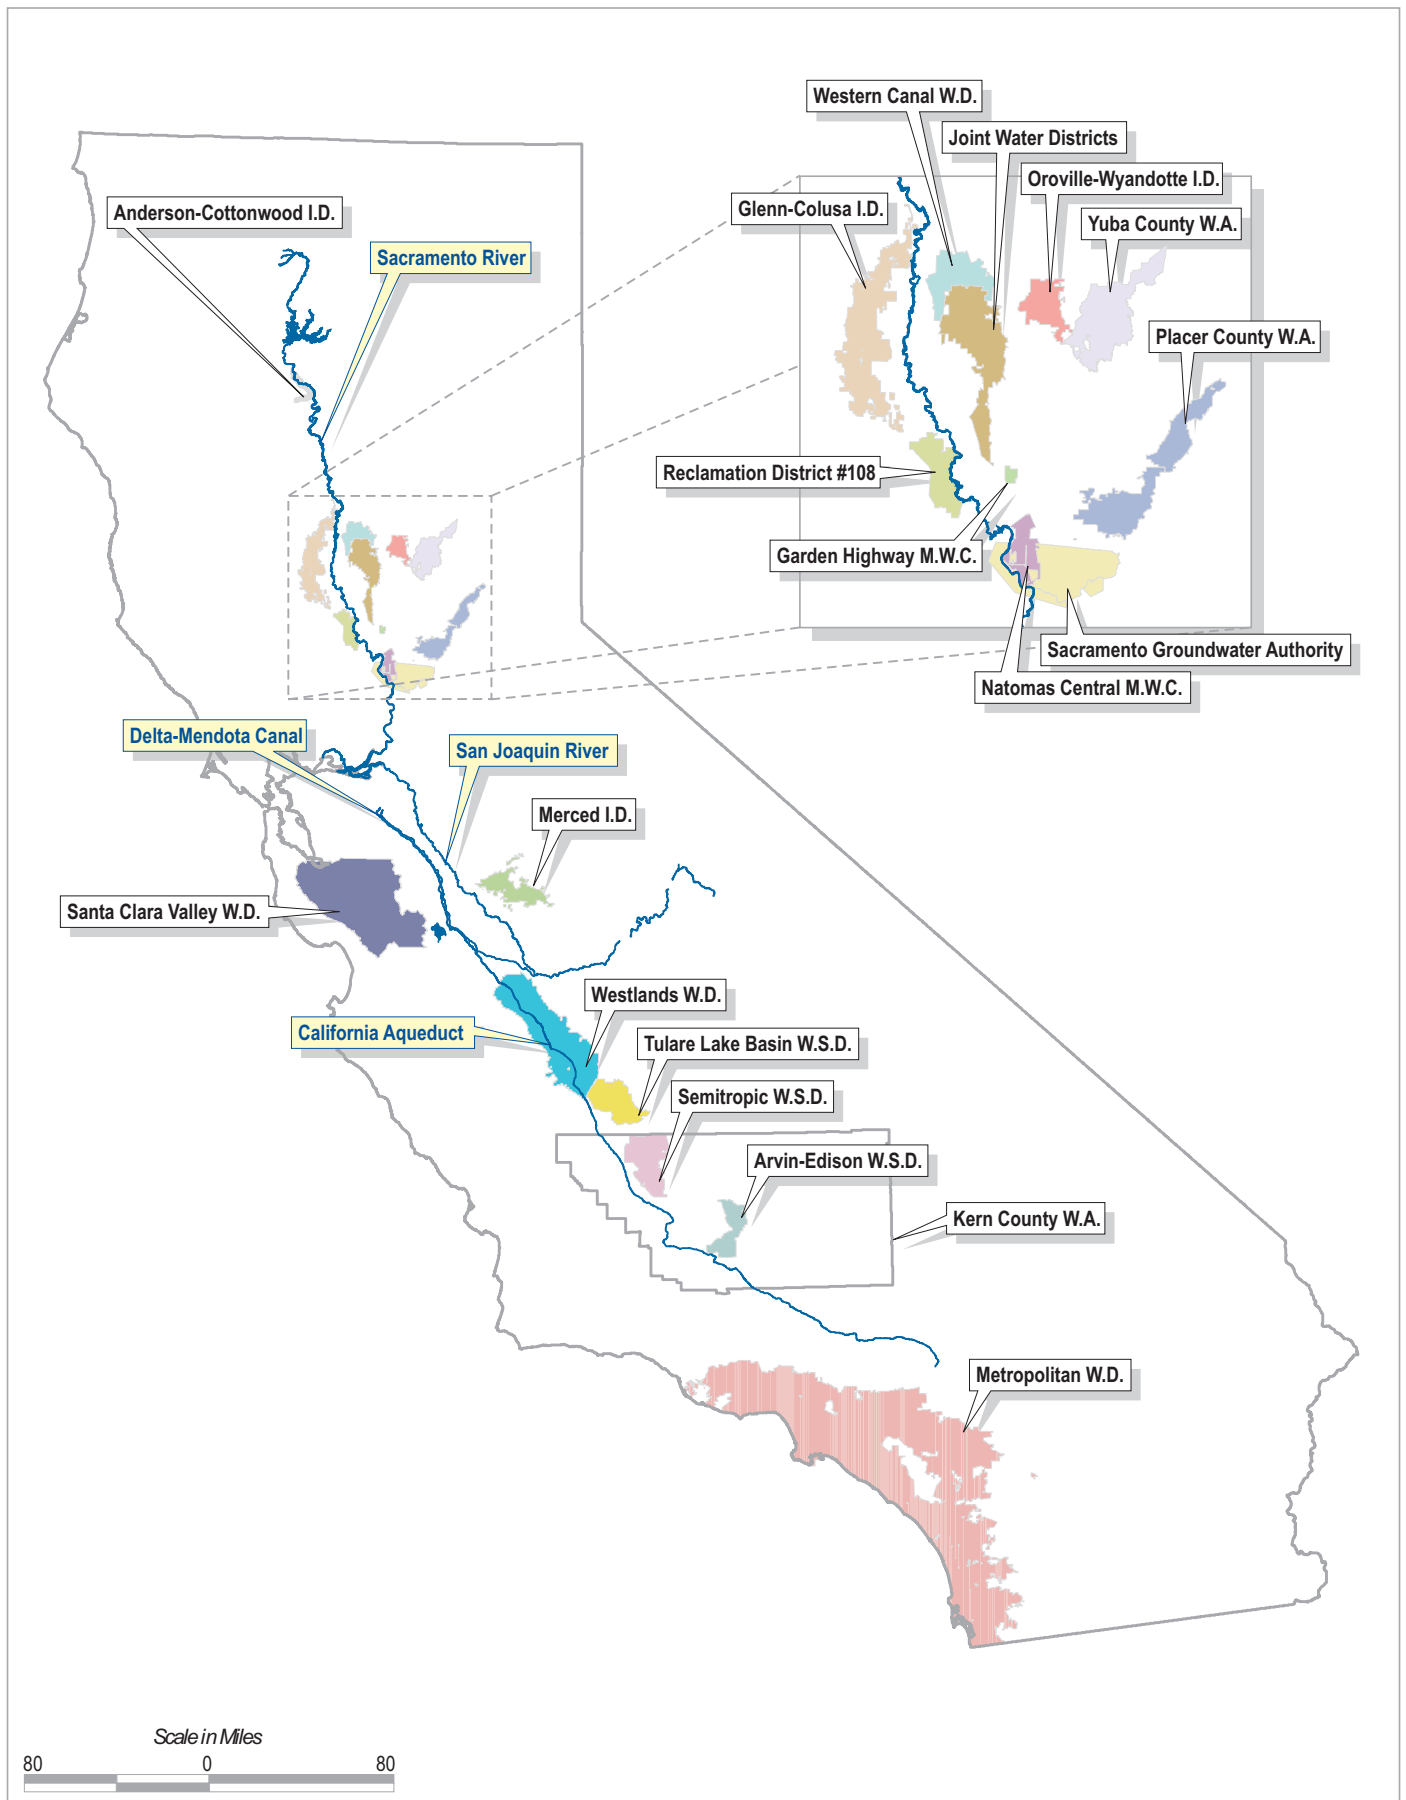 Western Canal W.D.
Joint Water Districts
Oroville-Wyandotte I.D.
Glenn-Colusa I.D.
Yuba County W.A.
Anderson-Cottonwood I.D.
Sacramento River
Placer County W.A.
Reclamation District #108
Garden Highway M.W.C.
Sacramento Groundwater Authority
Natomas Central M.W.C.
Delta-Mendota Canal
San Joaquin River
Merced I.D.
Santa Clara Valley W.D.
Westlands W.D.
California Aqueduct
Tulare Lake Basin W.S.D.
Semitropic W.S.D.
Arvin-Edison W.S.D.
Kern County W.A.
Metropolitan W.D.
Scale in Miles
80 0 80